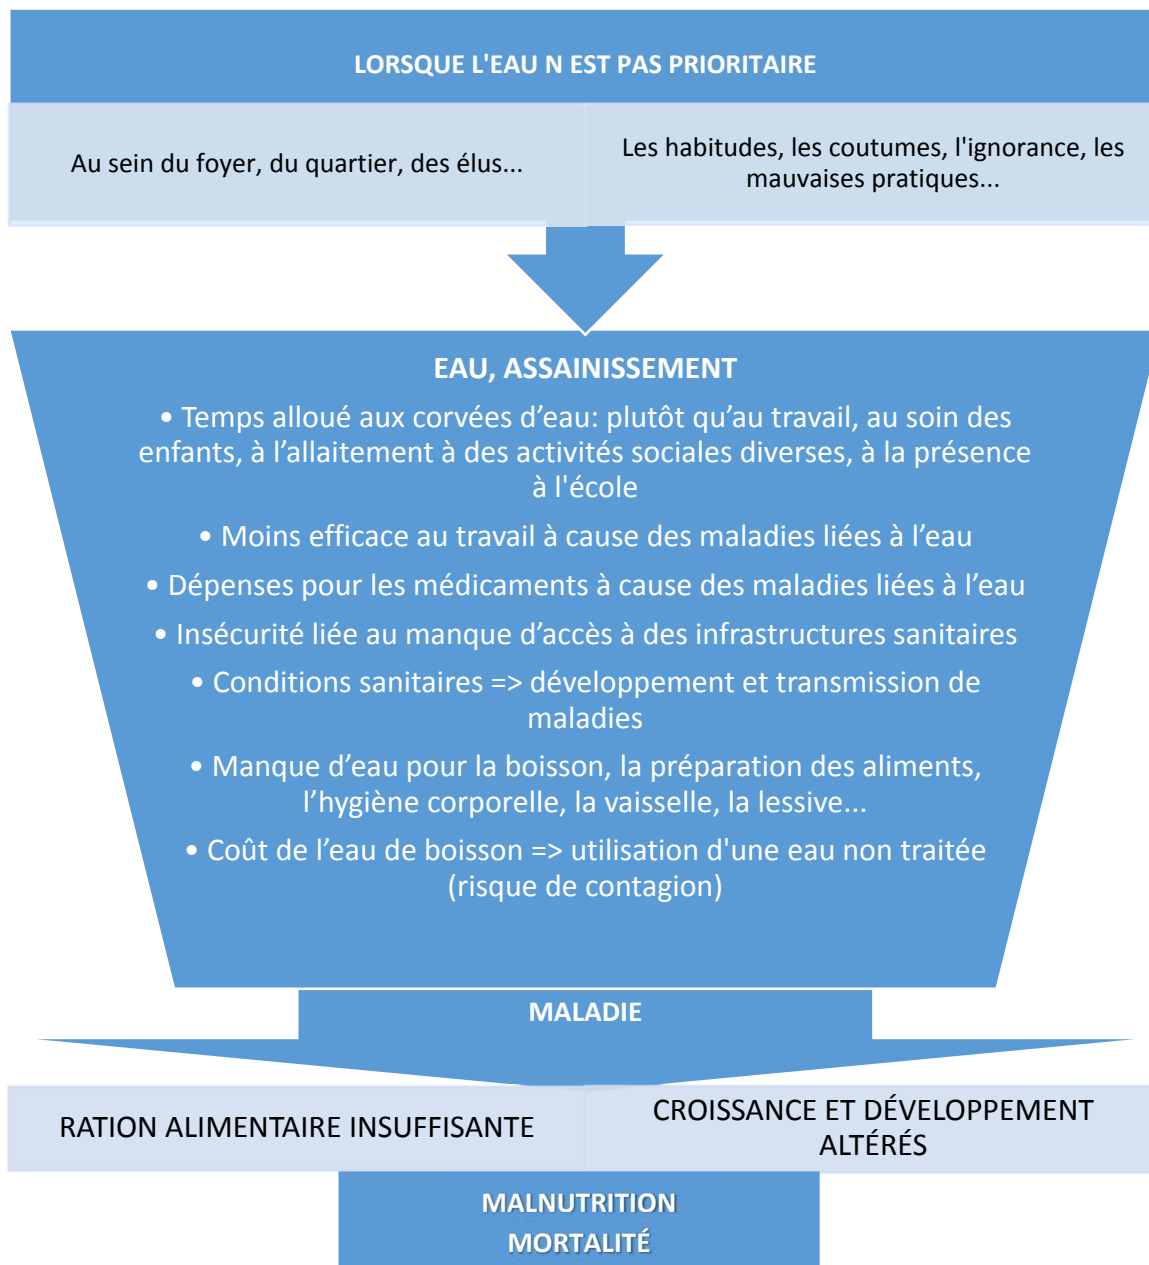 LORSQUE L'EAU N EST PAS PRIORITAIRE
Au sein du foyer, du quartier, des élus...
Les habitudes, les coutumes, l'ignorance, les
mauvaises pratiques...
EAU, ASSAINISSEMENT
• Temps alloué aux corvées d’eau: plutôt qu’au travail, au soin des
enfants, à l’allaitement à des activités sociales diverses, à la présence
à l'école
• Moins efficace au travail à cause des maladies liées à l’eau
• Dépenses pour les médicaments à cause des maladies liées à l’eau
• Insécurité liée au manque d’accès à des infrastructures sanitaires
• Conditions sanitaires => développement et transmission de
maladies
• Manque d’eau pour la boisson, la préparation des aliments,
l’hygiène corporelle, la vaisselle, la lessive...
• Coût de l’eau de boisson => utilisation d'une eau non traitée
(risque de contagion)
MALADIE
RATION ALIMENTAIRE INSUFFISANTE
CROISSANCE ET DÉVELOPPEMENT
ALTÉRÉS
MALNUTRITION
MORTALITÉ